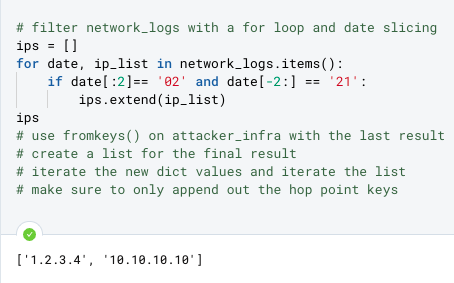 # filter network_logs with a for loop and date slicing
ips = []
for date, ip_list in network_logs.items():
    if date[:2]== '02' and date[-2:] == '21':
        ips.extend(ip_list)
ips
# use fromkeys() on attacker_infra with the last result
# create a list for the final result
# iterate the new dict values and iterate the list
# make sure to only append out the hop point keys
['1.2.3.4', '10.10.10.10']